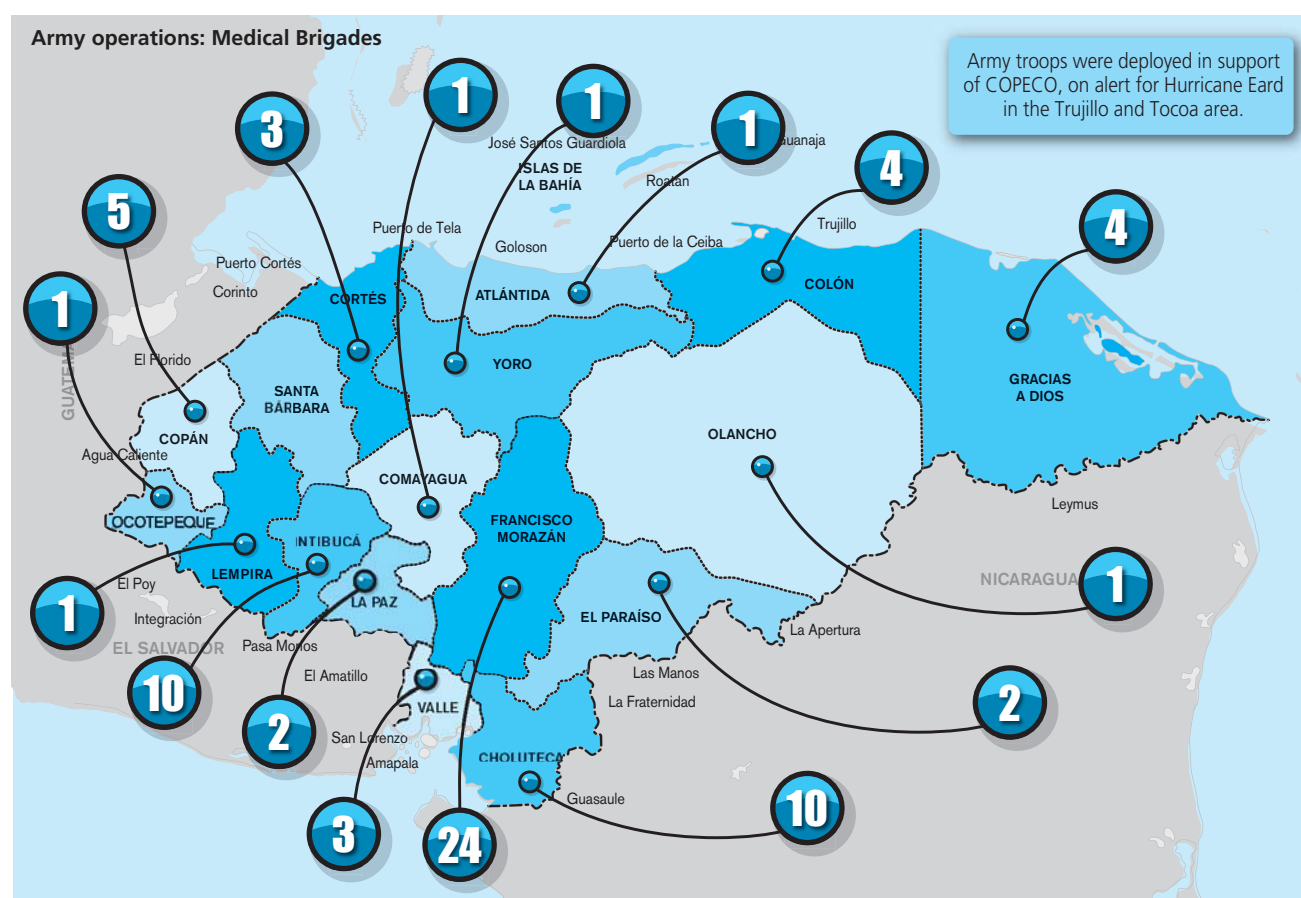 Army operations: Medical Brigades
Army troops were deployed in support
of COPECO, on alert for Hurricane Eard
in the Trujillo and Tocoa area.
1
1
1
3
4
4
5
1
José Santos Guardiola
Guanaja
ISLAS DE
LA BAHÍA
Roatán
Puerto de Tela
Goloson
Puerto de la Ceiba
Trujillo
Puerto Cortés
Corinto
CORTÉS
ATLÁNTIDA
COLÓN
El Florido
GUATEMA
YORO
GRACIAS
A DIOS
SANTA
BÁRBARA
COPÁN
Agua Caliente
OLANCHO
COMAYAGUA
Leymus
OCOTEPEQUE
FRANCISCO
MORAZÁN
INTIBUCÁ
LEMPIRA
El Poy
NICARAGUA
1
1
LA PAZ
Integración
EL PARAÍSO
La Apertura
EL SALVADOR
Pasa Monos
El Amatillo
Las Manos
La Fraternidad
10
2
2
VALLE
San Lorenzo
Amapala
CHOLUTECA
Guasaule
3
24
10